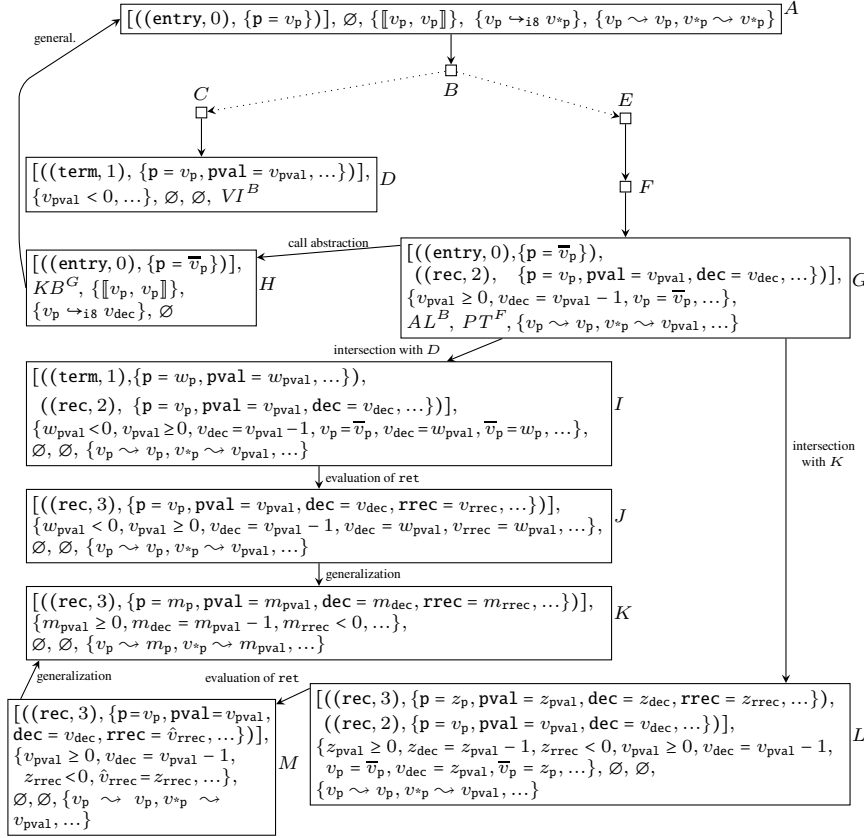 A
[((entry, 0), {p = v_p})], ∅, {⟦v_p, v_p⟧}, {v_p ↪_i8 v_*p}, {v_p ⤳ v_p, v_*p ⤳ v_*p}
general.
B
C
E
[((term, 1), {p = v_p, pval = v_pval, …})],
{v_pval < 0, …}, ∅, ∅, VI^B
D
F
call abstraction
[((entry, 0), {p = v̅_p})],
KB^G, {⟦v_p, v_p⟧},
{v_p ↪_i8 v_dec}, ∅
H
[((entry, 0),{p = v̅_p}),
((rec, 2), {p = v_p, pval = v_pval, dec = v_dec, …})],
{v_pval ≥ 0, v_dec = v_pval − 1, v_p = v̅_p, …},
AL^B, PT^F, {v_p ⤳ v_p, v_*p ⤳ v_pval, …}
G
intersection with D
[((term, 1),{p = w_p, pval = w_pval, …}),
((rec, 2), {p = v_p, pval = v_pval, dec = v_dec, …})],
{w_pval < 0, v_pval ≥ 0, v_dec = v_pval − 1, v_p = v̅_p, v_dec = w_pval, v̅_p = w_p, …},
∅, ∅, {v_p ⤳ v_p, v_*p ⤳ v_pval, …}
I
intersection
with K
evaluation of ret
[((rec, 3), {p = v_p, pval = v_pval, dec = v_dec, rrec = v_rrec, …})],
{w_pval < 0, v_pval ≥ 0, v_dec = v_pval − 1, v_dec = w_pval, v_rrec = w_pval, …},
∅, ∅, {v_p ⤳ v_p, v_*p ⤳ v_pval, …}
J
generalization
[((rec, 3), {p = m_p, pval = m_pval, dec = m_dec, rrec = m_rrec, …})],
{m_pval ≥ 0, m_dec = m_pval − 1, m_rrec < 0, …},
∅, ∅, {v_p ⤳ m_p, v_*p ⤳ m_pval, …}
K
generalization
evaluation of ret
[((rec, 3), {p = v_p, pval = v_pval,
dec = v_dec, rrec = v̂_rrec, …})],
{v_pval ≥ 0, v_dec = v_pval − 1,
z_rrec < 0, v̂_rrec = z_rrec, …},
∅, ∅, {v_p ⤳ v_p, v_*p ⤳
v_pval, …}
M
[((rec, 3), {p = z_p, pval = z_pval, dec = z_dec, rrec = z_rrec, …}),
((rec, 2), {p = v_p, pval = v_pval, dec = v_dec, …})],
{z_pval ≥ 0, z_dec = z_pval − 1, z_rrec < 0, v_pval ≥ 0, v_dec = v_pval − 1,
v_p = v̅_p, v_dec = z_pval, v̅_p = z_p, …}, ∅, ∅,
{v_p ⤳ v_p, v_*p ⤳ v_pval, …}
L